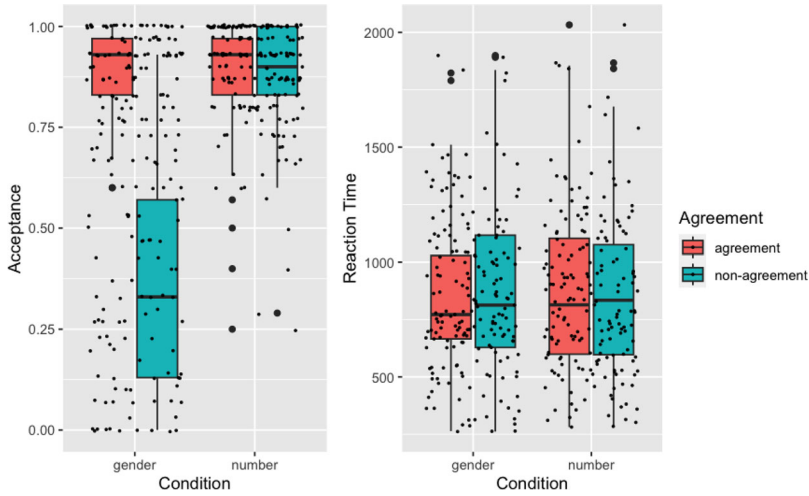 1.00
0.75
0.50
0.25
0.00
Acceptance
gender
number
Condition
2000
1500
1000
500
Reaction Time
gender
number
Condition
Agreement
agreement
non-agreement